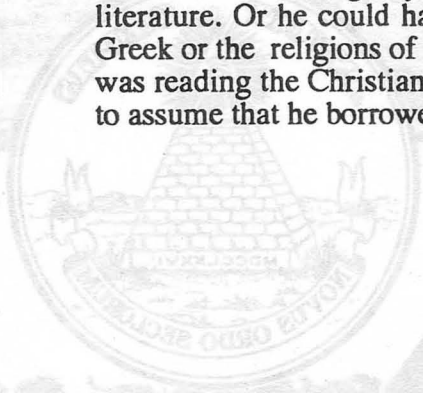 literature. Or he could ha
Greek or the religions of
was reading the Christian
to assume that he borrowe
MDCCLXXVI
NOVUS ORDO SECLORUM